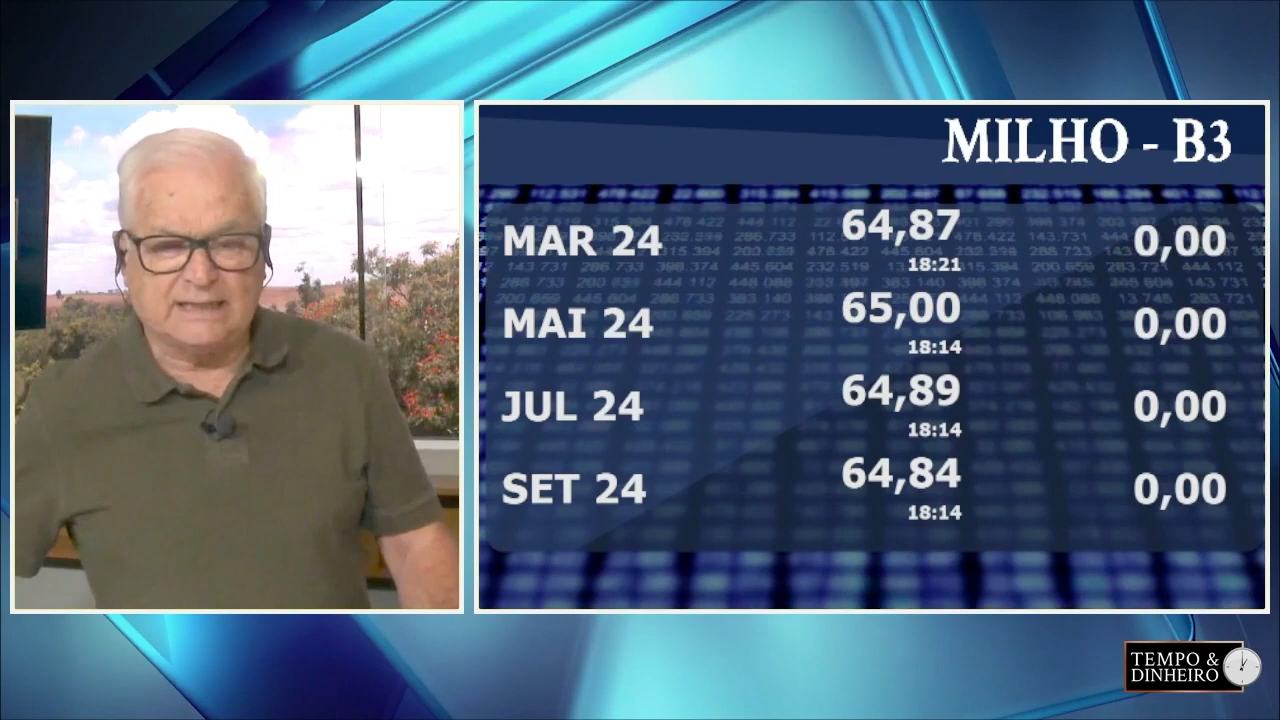 MILHO - B3
MAR 24 64,87 0,00
18:21
MAI 24 65,00 0,00
18:14
JUL 24 64,89 0,00
18:14
SET 24 64,84 0,00
18:14
TEMPO &
DINHEIRO